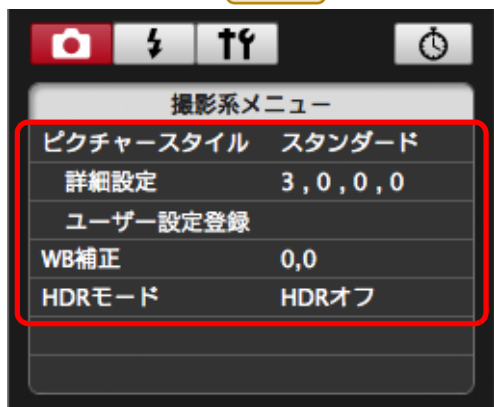 撮影系メニュー
ピクチャースタイル スタンダード
詳細設定 3,0,0,0
ユーザー設定登録
WB補正 0,0
HDRモード HDRオフ